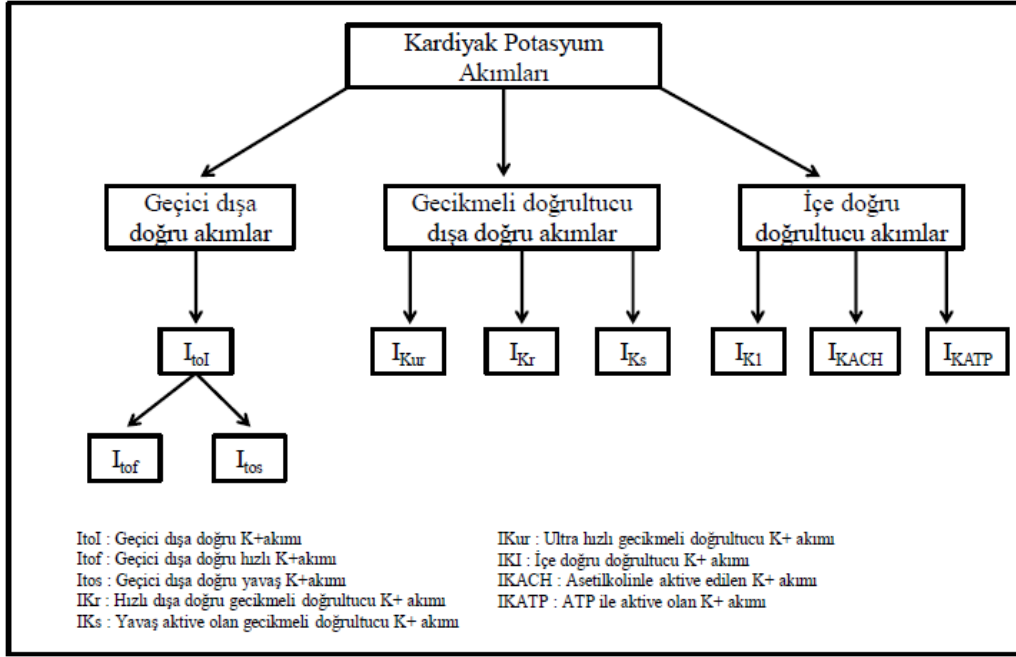 Kardiyak Potasyum
Akımları
Geçici dışa
doğru akımlar
Gecikmeli doğrultucu
dışa doğru akımlar
İçe doğru
doğrultucu akımlar
ItoI
IKur
IKr
IKs
IK1
IKACH
IKATP
Itof
Itos
ItoI : Geçici dışa doğru K+akımı
Itof : Geçici dışa doğru hızlı K+akımı
Itos : Geçici dışa doğru yavaş K+akımı
IKr : Hızlı dışa doğru gecikmeli doğrultucu K+ akımı
IKs : Yavaş aktive olan gecikmeli doğrultucu K+ akımı
IKur : Ultra hızlı gecikmeli doğrultucu K+ akımı
IKI : İçe doğru doğrultucu K+ akımı
IKACH : Asetilkolinle aktive edilen K+ akımı
IKATP : ATP ile aktive olan K+ akımı